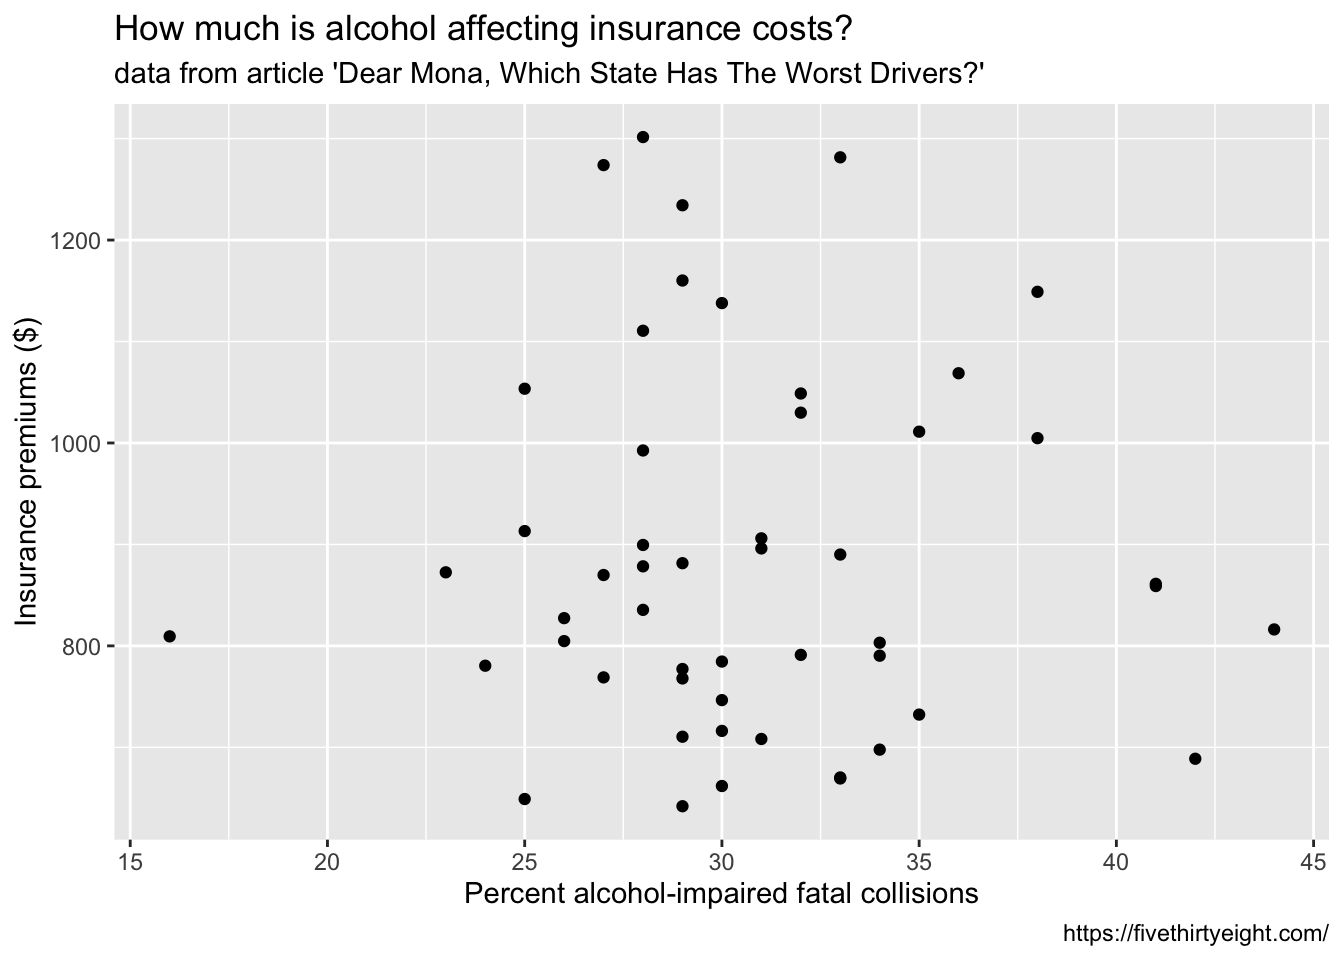 How much is alcohol affecting insurance costs?
data from article 'Dear Mona, Which State Has The Worst Drivers?'
Insurance premiums ($)
1200
1000
800
15 20 25 30 35 40 45
Percent alcohol-impaired fatal collisions
https://fivethirtyeight.com/